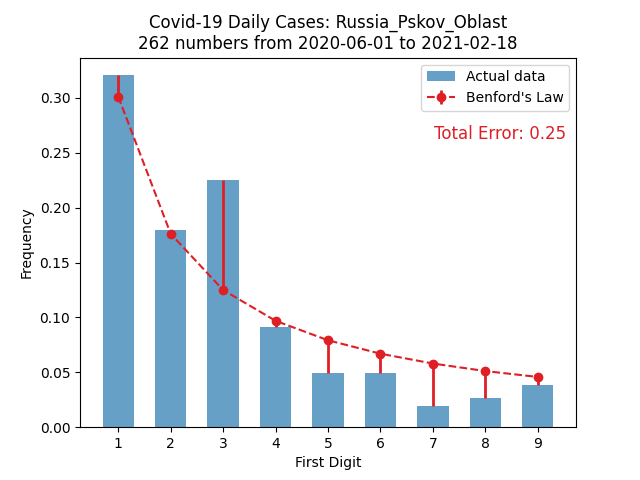 Covid-19 Daily Cases: Russia_Pskov_Oblast
262 numbers from 2020-06-01 to 2021-02-18
Actual data
Benford's Law
Total Error: 0.25
Frequency
0.30
0.25
0.20
0.15
0.10
0.05
0.00
1 2 3 4 5 6 7 8 9
First Digit